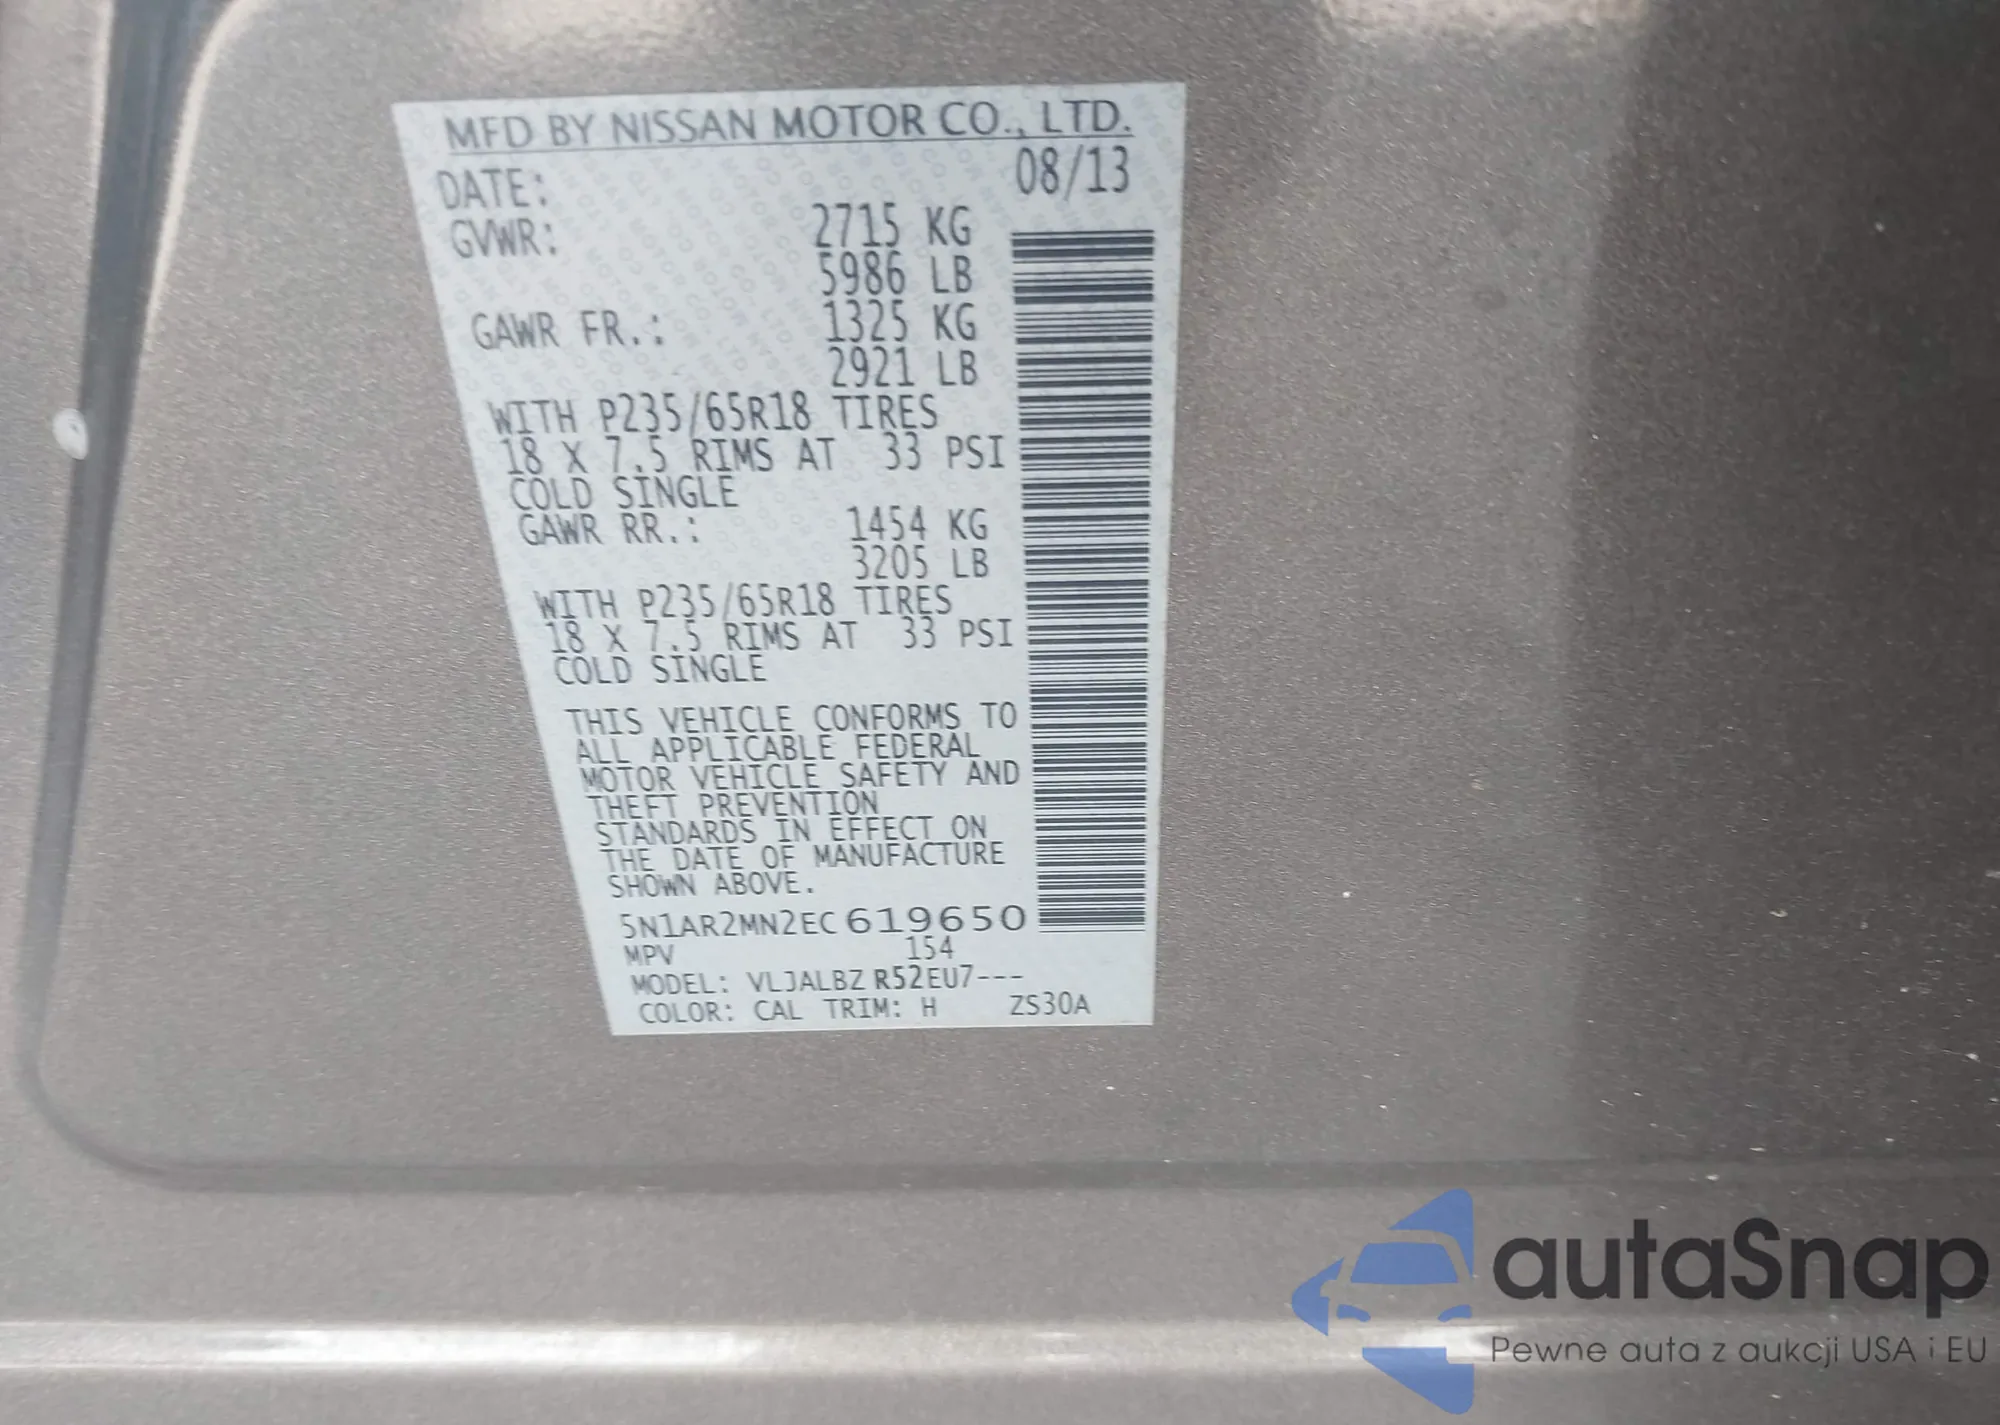 MFD BY NISSAN MOTOR CO., LTD.
DATE: 08/13
GVWR: 2715 KG
5986 LB
GAWR FR.: 1325 KG
2921 LB
WITH P235/65R18 TIRES
18 X 7.5 RIMS AT 33 PSI
COLD SINGLE
GAWR RR.: 1454 KG
3205 LB
WITH P235/65R18 TIRES
18 X 7.5 RIMS AT 33 PSI
COLD SINGLE
THIS VEHICLE CONFORMS TO
ALL APPLICABLE FEDERAL
MOTOR VEHICLE SAFETY AND
THEFT PREVENTION
STANDARDS IN EFFECT ON
THE DATE OF MANUFACTURE
SHOWN ABOVE.
5N1AR2MN2EC619650
MPV 154
MODEL: VLJALBZ R52EU7---
COLOR: CAL TRIM: H ZS30A
autaSnap
Pewne auta z aukcji USA i EU